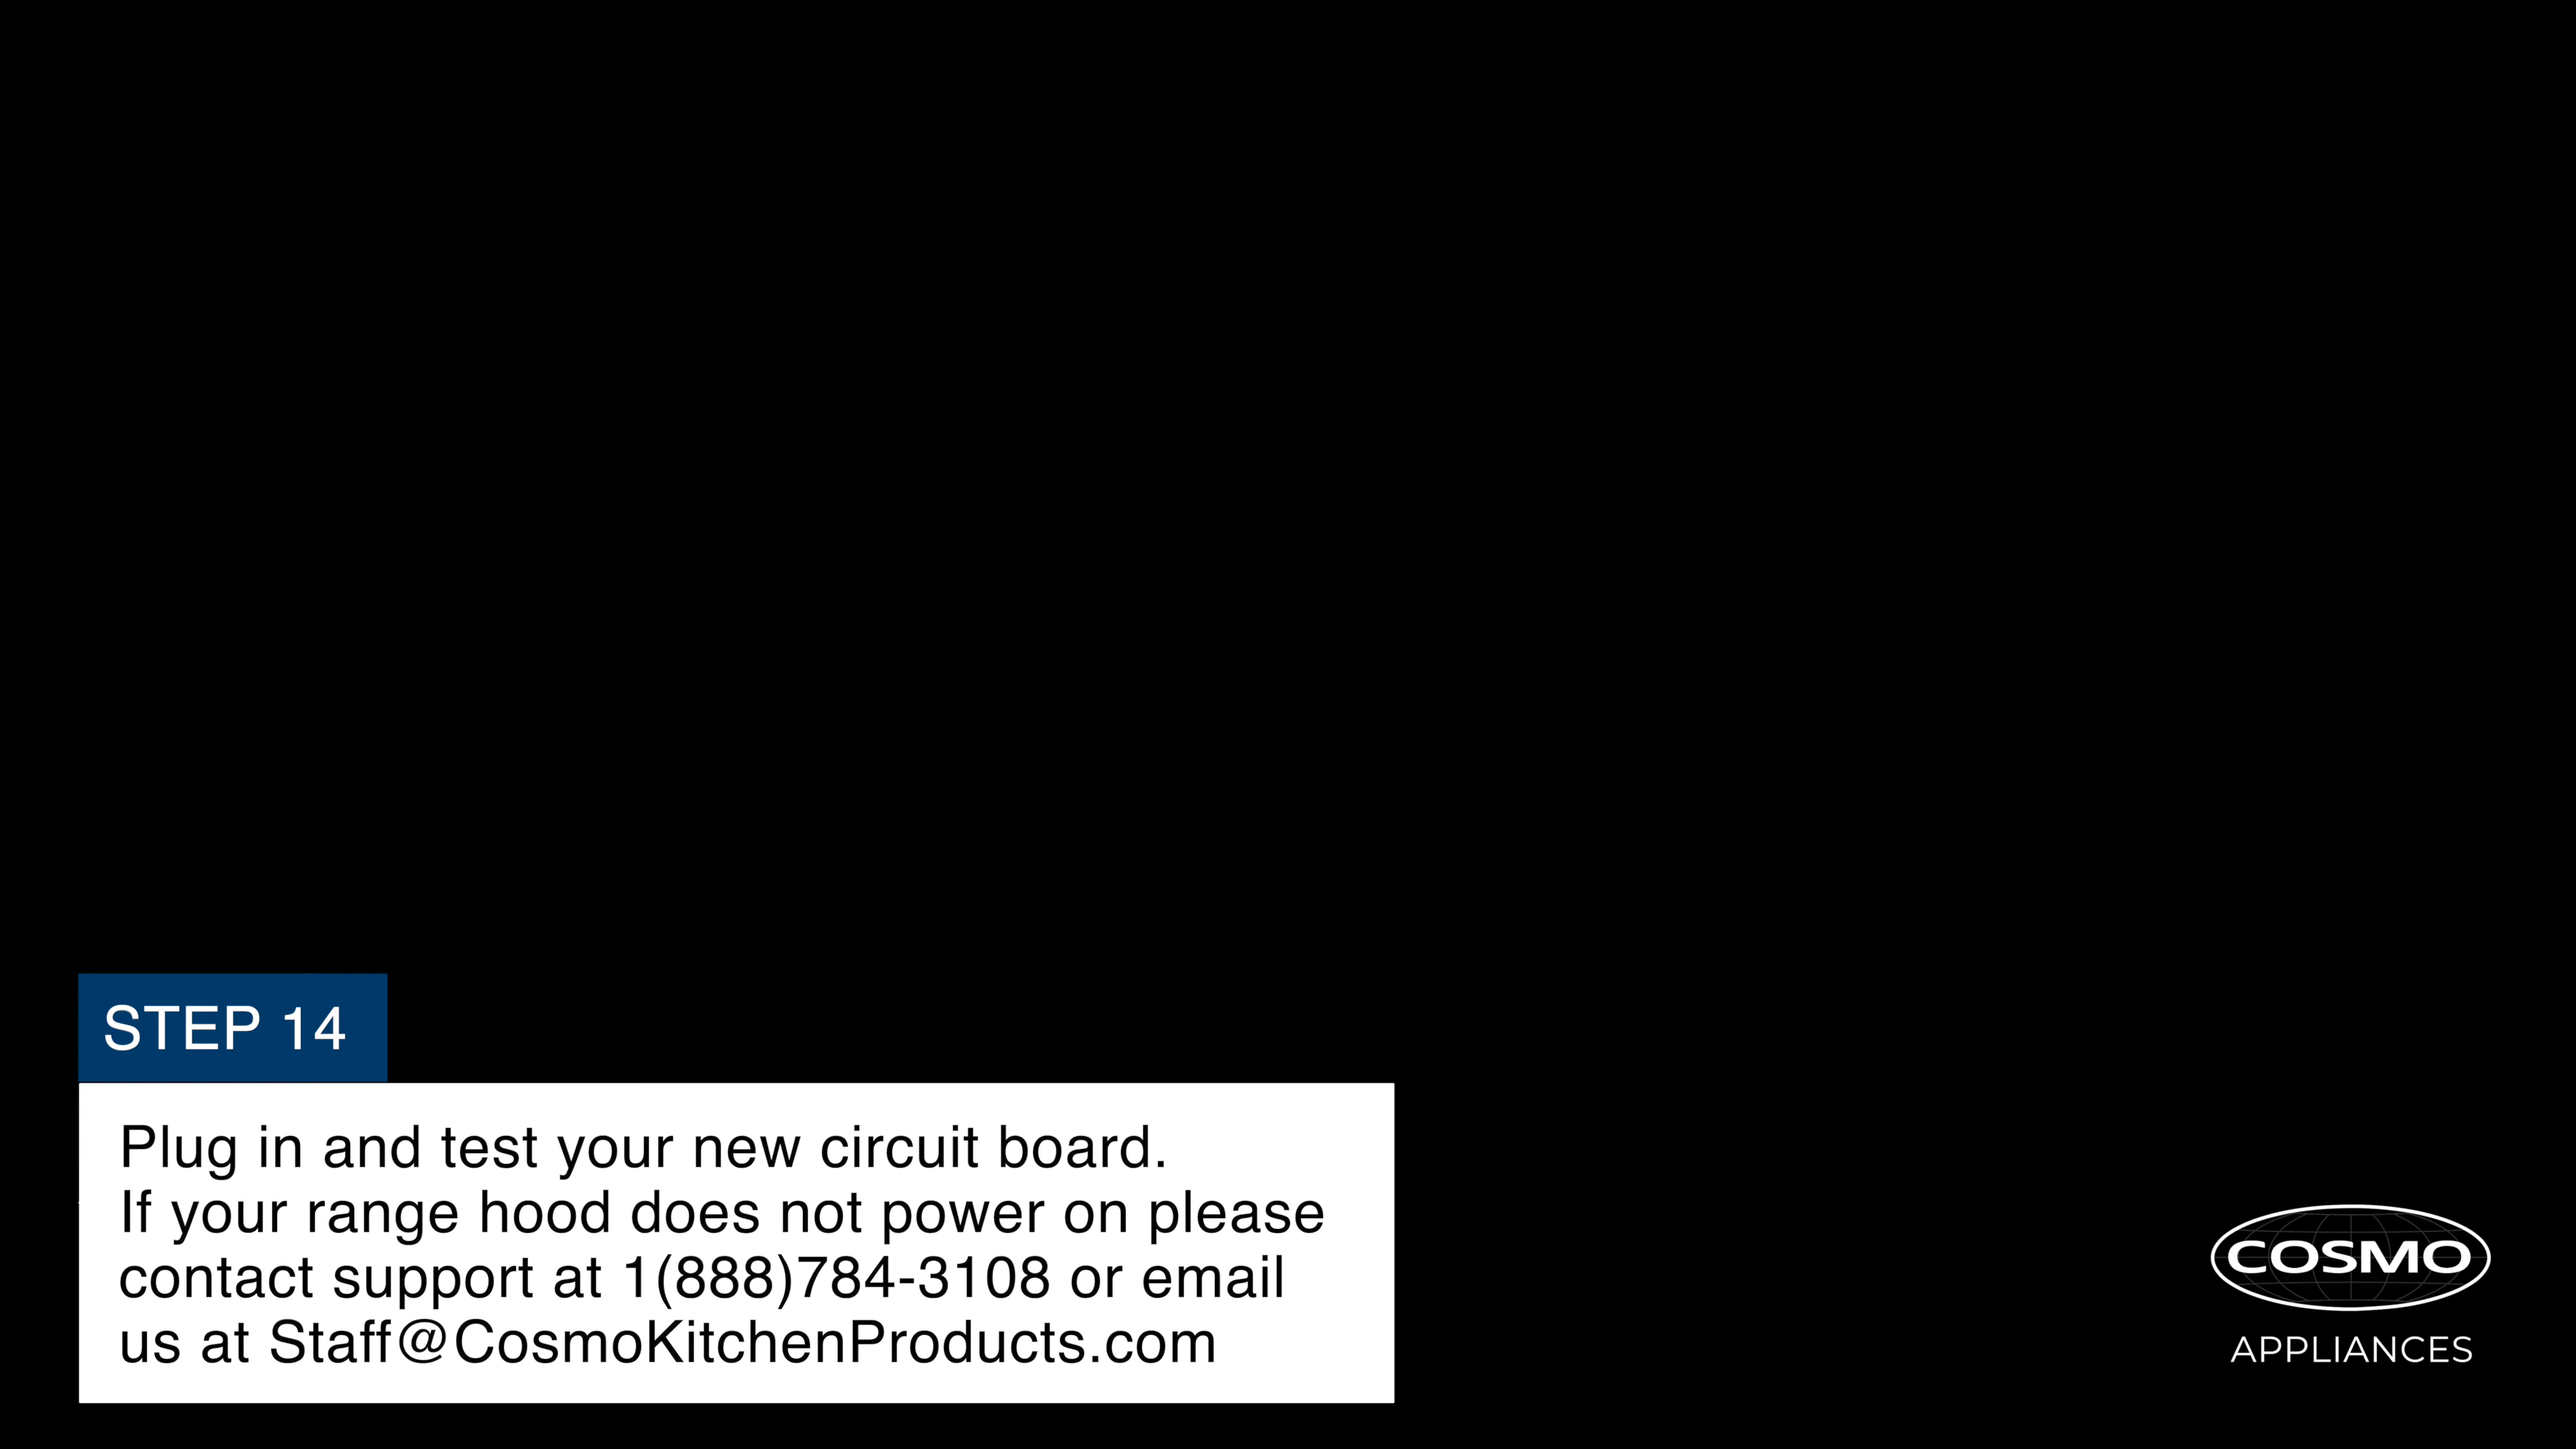 STEP 14
Plug in and test your new circuit board.
If your range hood does not power on please
contact support at 1(888)784-3108 or email
us at Staff@CosmoKitchenProducts.com
COSMO
APPLIANCES